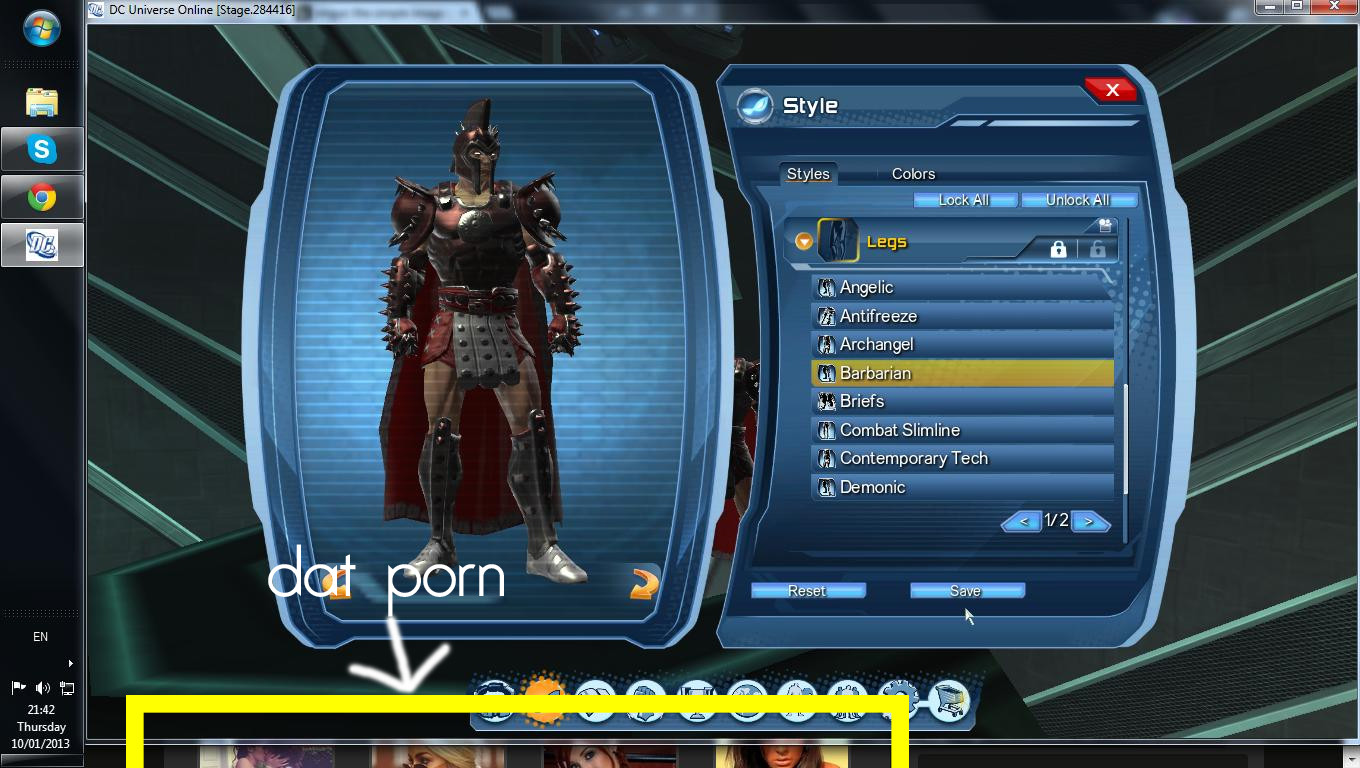 DC Universe Online [Stage.284416]
Style
Styles
Colors
Lock All
Unlock All
Legs
Angelic
Antifreeze
Archangel
Barbarian
Briefs
Combat Slimline
Contemporary Tech
Demonic
< 1/2 >
Reset
Save
X
S
DC
dat porn
EN
21:42
Thursday
10/01/2013